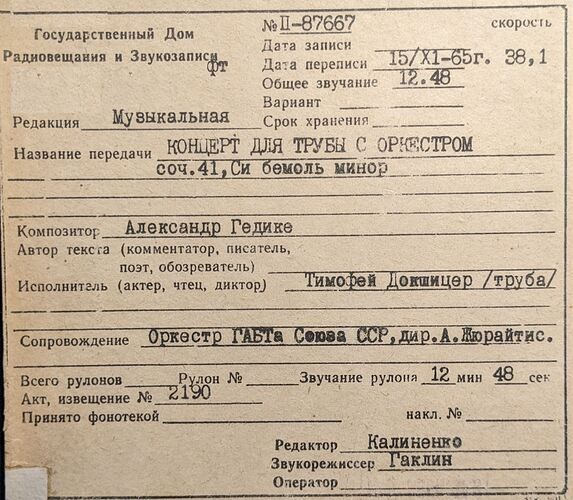 Государственный Дом
Радиовещания и Звукозаписи
фт
№ II-87667 скорость
Дата записи
Дата переписи 15/XI-65г. 38,1
Общее звучание 12.48
Вариант
Редакция Музыкальная Срок хранения
Название передачи КОНЦЕРТ ДЛЯ ТРУБЫ С ОРКЕСТРОМ
соч.41,Си бемоль минор
Композитор Александр Гедике
Автор текста (комментатор, писатель,
поэт, обозреватель)
Исполнитель (актер, чтец, диктор) Тимофей Докшицер /труба/
Сопровождение Оркестр ГАБТа Союза ССР,дир.А.Жюрайтис.
Всего рулонов Рулон № Звучание рулона 12 мин 48 сек
Акт, извещение № 2190
Принято фонотекой накл. №
Редактор Калиненко
Звукорежиссер Гаклин
Оператор